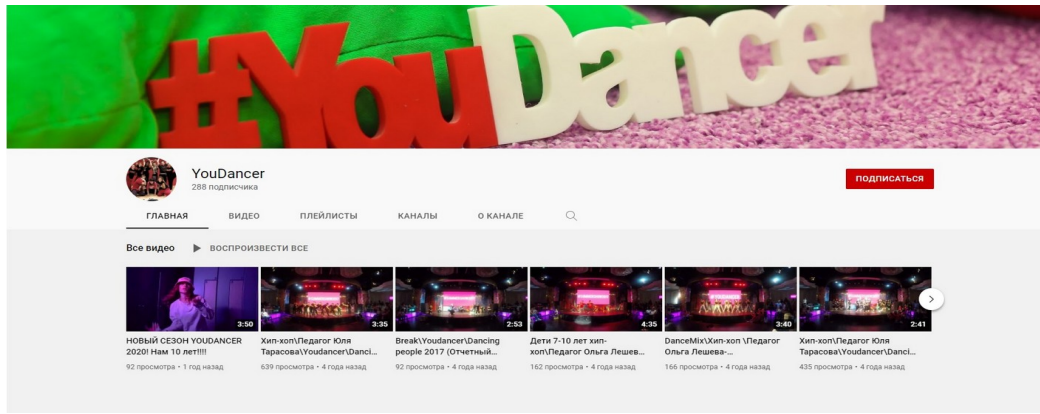 #YouDancer
YouDancer
288 подписчика
ПОДПИСАТЬСЯ
ГЛАВНАЯ ВИДЕО ПЛЕЙЛИСТЫ КАНАЛЫ О КАНАЛЕ
Все видео ВОСПРОИЗВЕСТИ ВСЕ
3:50 3:35 2:53 4:35 3:40 2:41
НОВЫЙ СЕЗОН YOUDANCER
2020! Нам 10 лет!!!!
92 просмотра • 1 год назад
Хип-хоп\Педагог Юля
Тарасова\Youdancer\Danci...
639 просмотров • 4 года назад
Break\Youdancer\Dancing
people 2017 (Отчетный...
92 просмотра • 4 года назад
Дети 7-10 лет хип-
хоп\Педагог Ольга Лешев...
162 просмотра • 4 года назад
DanceMix\Хип-хоп \Педагог
Ольга Лешева-...
166 просмотров • 4 года назад
Хип-хоп\Педагог Юля
Тарасова\Youdancer\Danci...
435 просмотров • 4 года назад